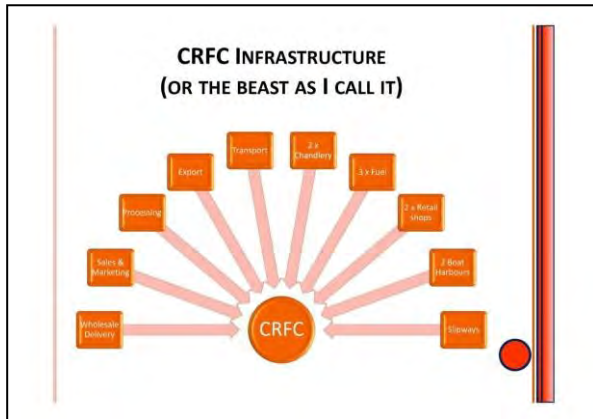 CRFC INFRASTRUCTURE
(OR THE BEAST AS I CALL IT)
Transport
2 x
Chandlery
Export
3 x Fuel
Processing
2 x Retail
shops
Sales &
Marketing
2 Boat
Harbours
Wholesale
Delivery
CRFC
Slipways